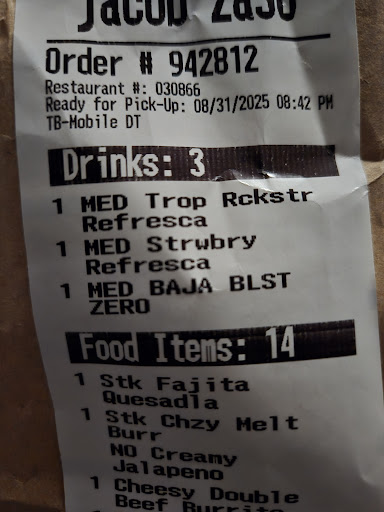 Jacob Zaso
Order # 942812
Restaurant #: 030866
Ready for Pick-Up: 08/31/2025 08:42 PM
TB-Mobile DT
Drinks: 3
1 MED Trop Rckstr
Refresca
1 MED Strwbry
Refresca
1 MED BAJA BLST
ZERO
Food Items: 14
1 Stk Fajita
Quesadla
1 Stk Chzy Melt
Burr
NO Creamy
Jalapeno
1 Cheesy Double
Beef Burrito